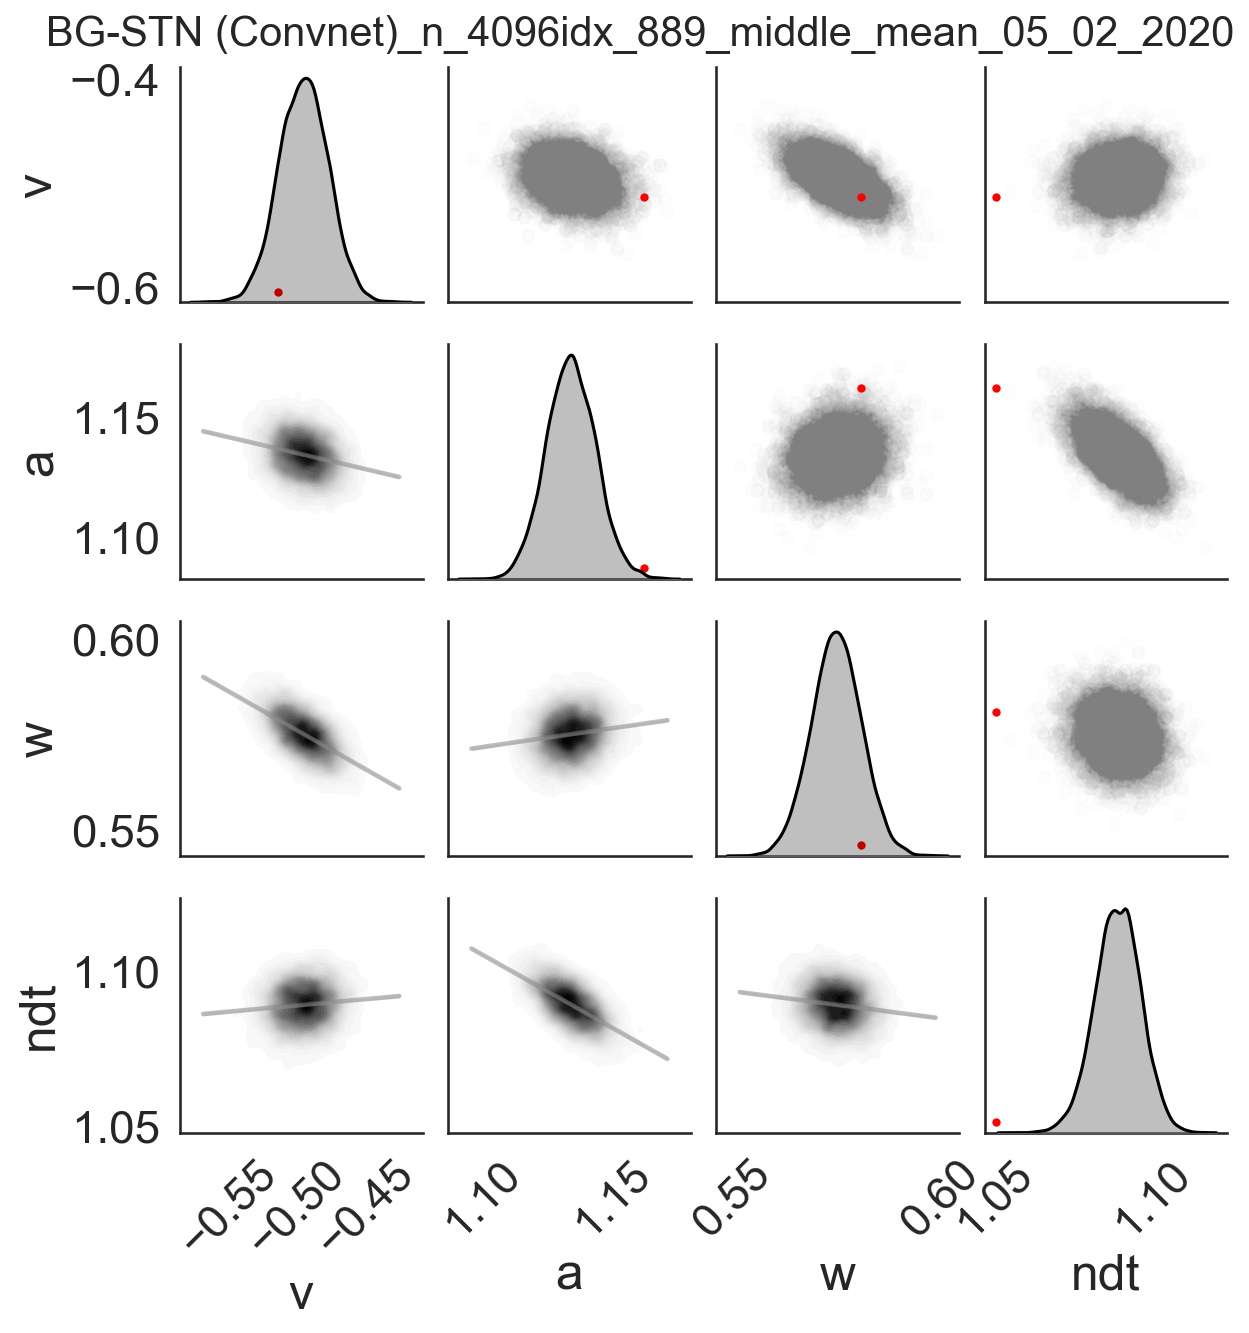 BG-STN (Convnet)_n_4096idx_889_middle_mean_05_02_2020
−0.4
v
−0.6
1.15
a
1.10
0.60
w
0.55
1.10
ndt
1.05
−0.55 −0.50 −0.45 1.10 1.15 0.55 0.60 1.05 1.10
v a w ndt